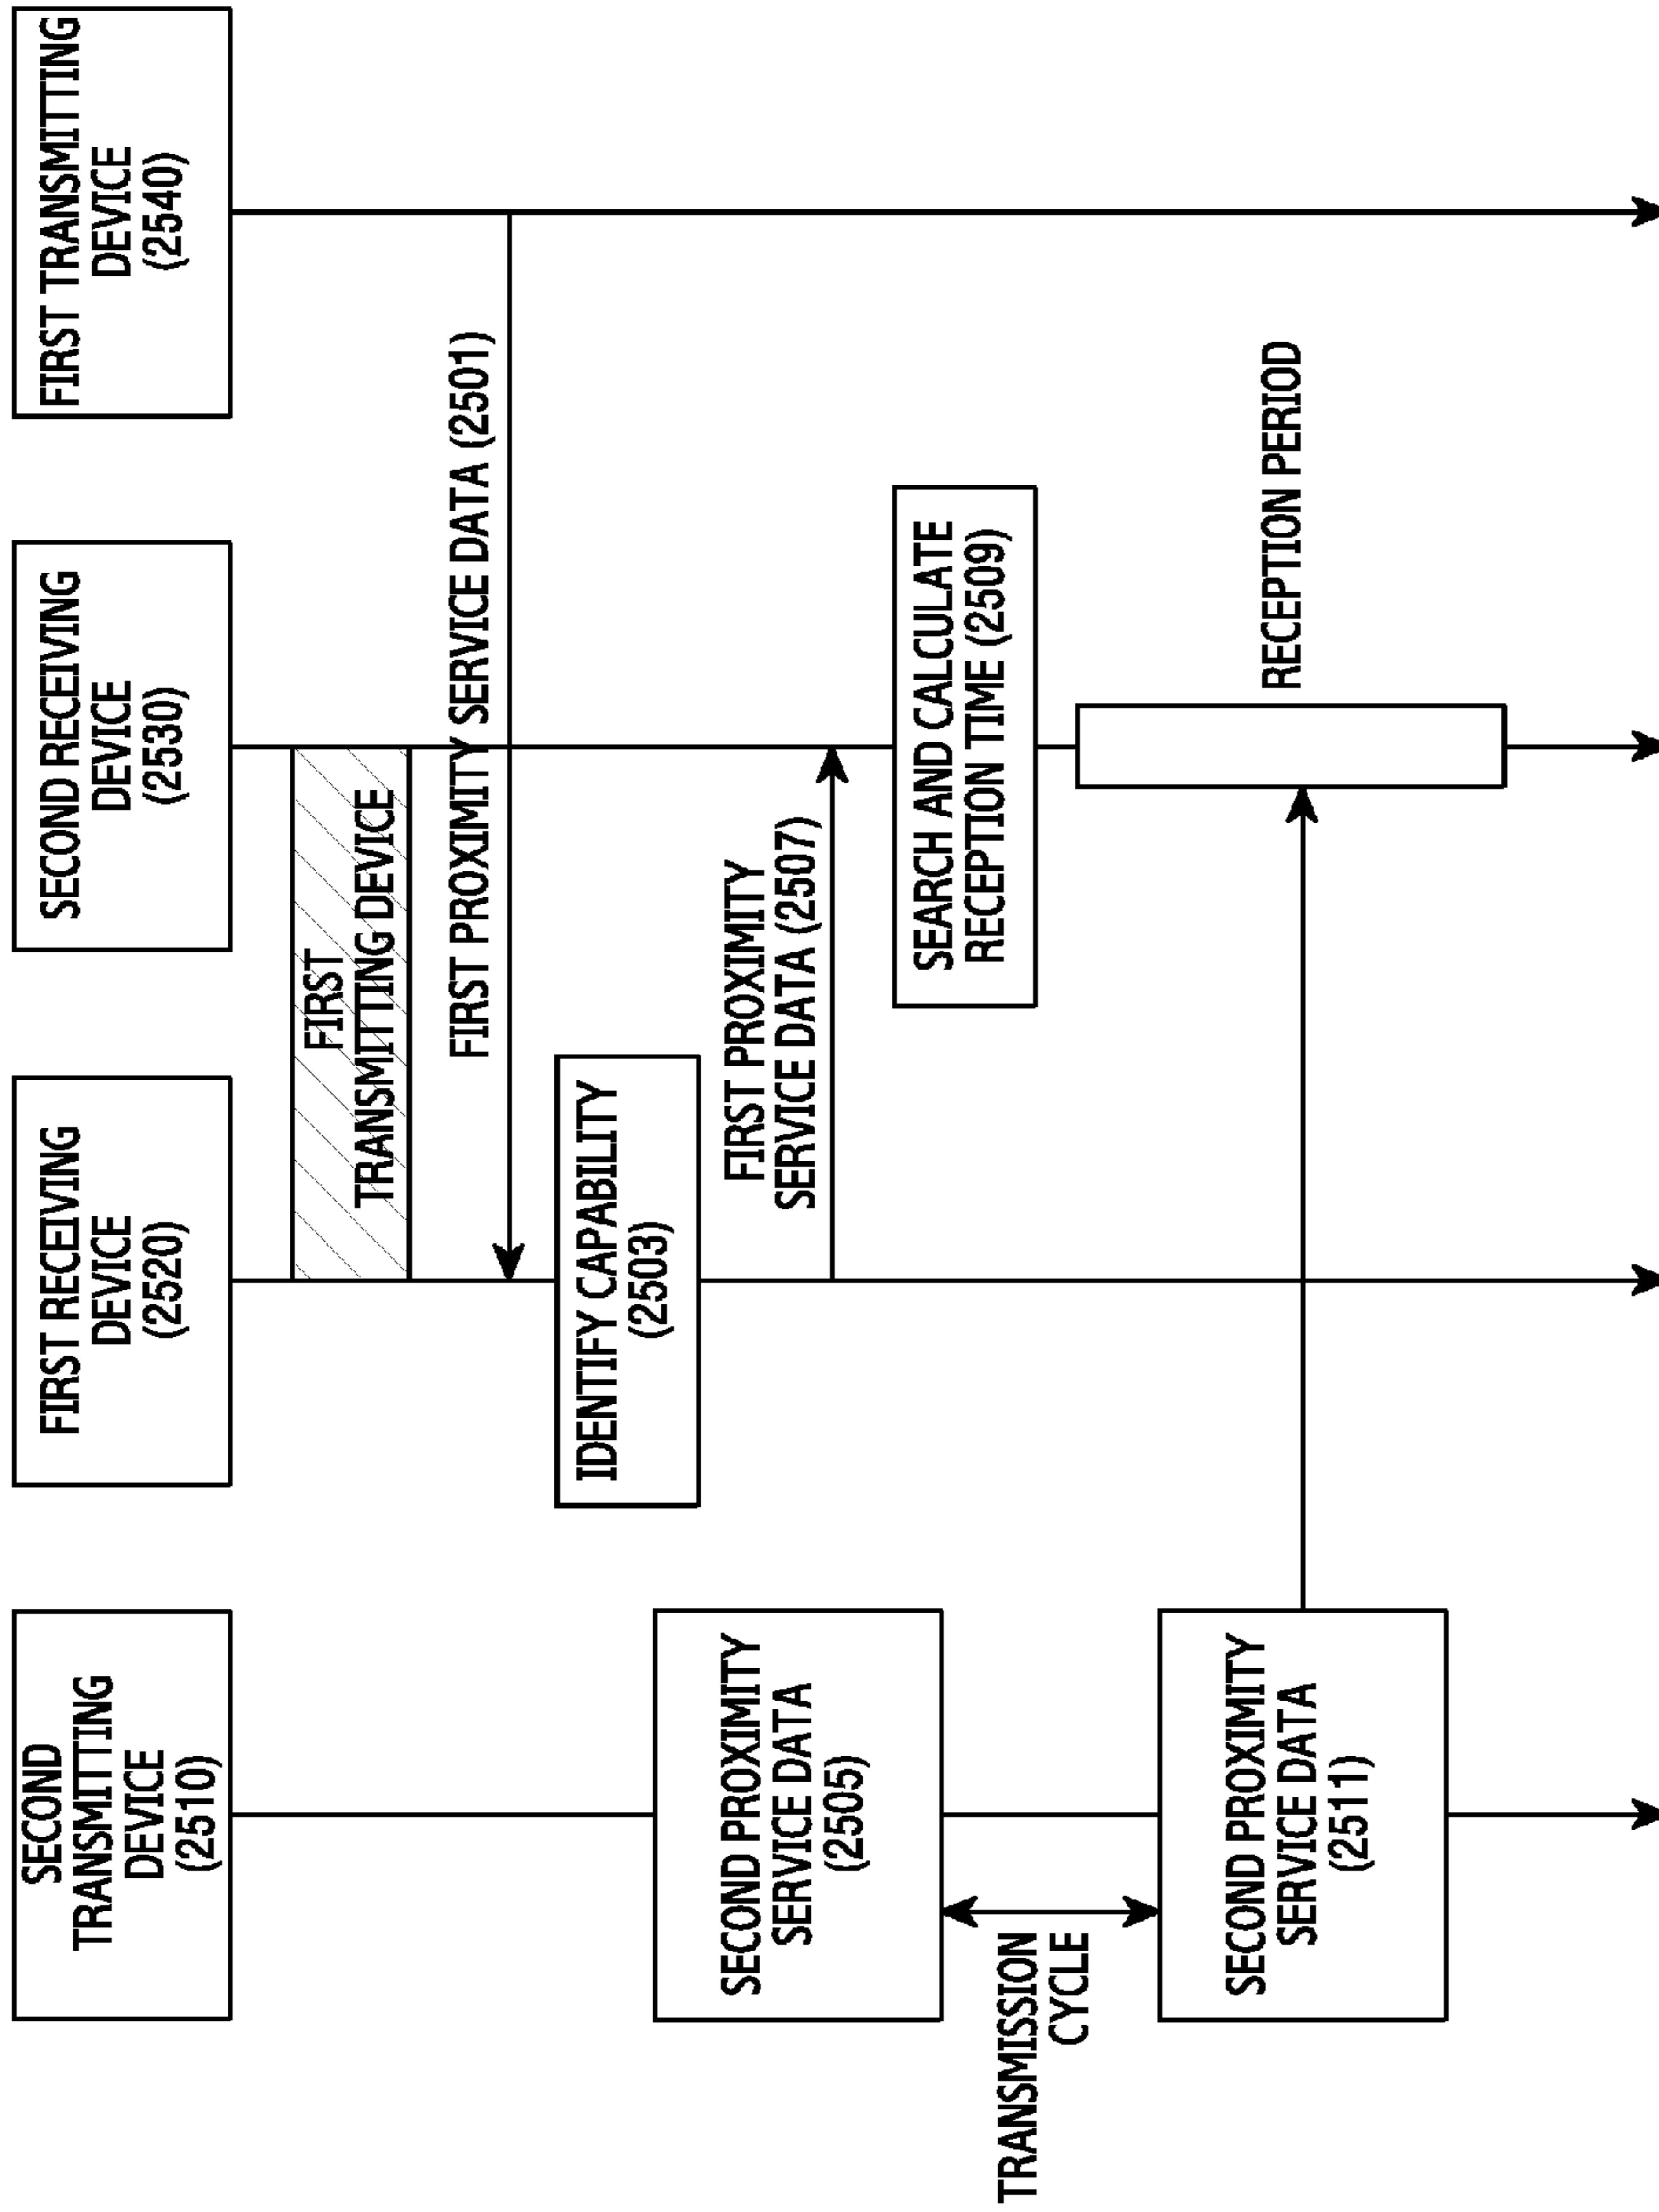 SECOND
TRANSMITTING
DEVICE
(2510)
FIRST RECEIVING
DEVICE
(2520)
SECOND RECEIVING
DEVICE
(2530)
FIRST TRANSMITTING
DEVICE
(2540)
FIRST
TRANSMITTING DEVICE
FIRST PROXIMITY SERVICE DATA (2501)
IDENTIFY CAPABILITY
(2503)
SECOND PROXIMITY
SERVICE DATA
(2505)
FIRST PROXIMITY
SERVICE DATA (2507)
SEARCH AND CALCULATE
RECEPTION TIME (2509)
TRANSMISSION
CYCLE
SECOND PROXIMITY
SERVICE DATA
(2511)
RECEPTION PERIOD